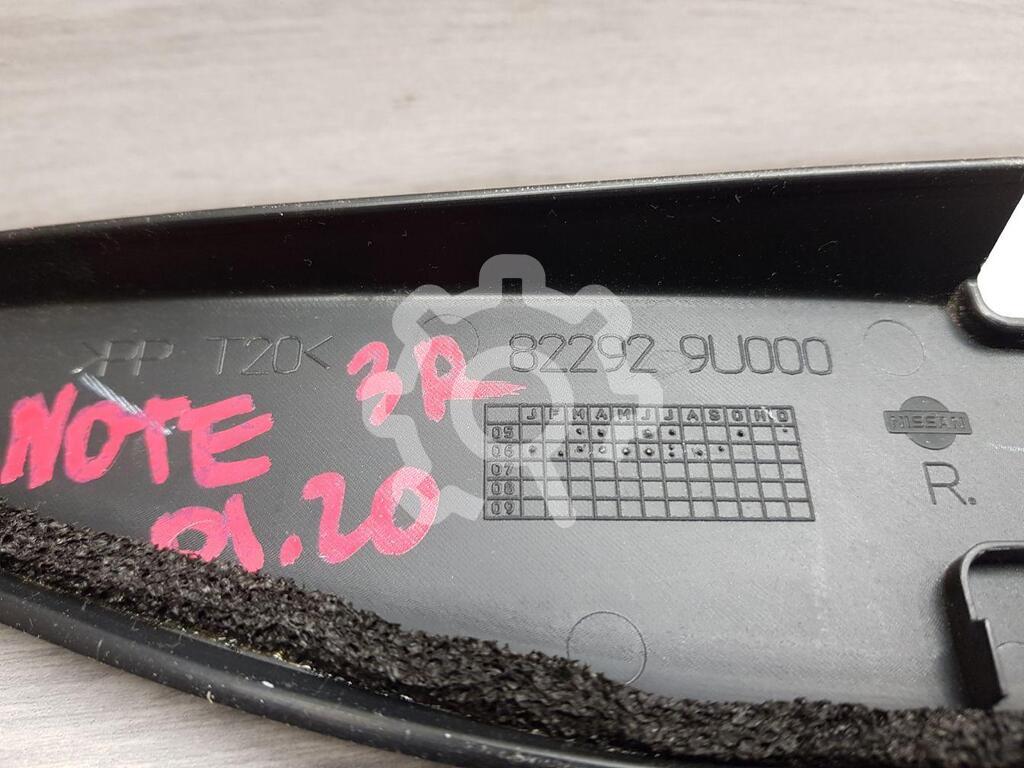 >PP T20<
82292 9U000
NOTE 3R
01.20
J F M A M J J A S O N D
05
06
07
08
09
NISSAN
R.